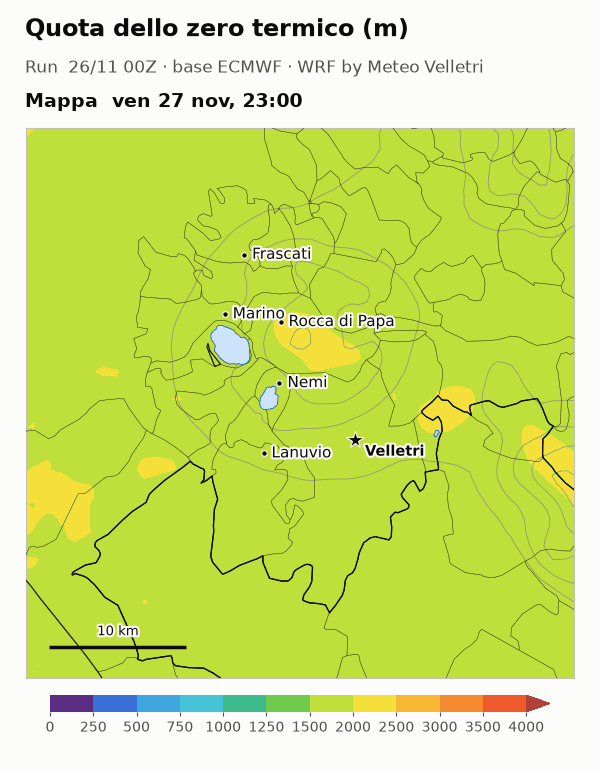 Quota dello zero termico (m)
Run 26/11 00Z · base ECMWF · WRF by Meteo Velletri
Mappa ven 27 nov, 23:00
Frascati
Marino
Rocca di Papa
Nemi
Velletri
Lanuvio
10 km
0 250 500 750 1000 1250 1500 2000 2500 3000 3500 4000